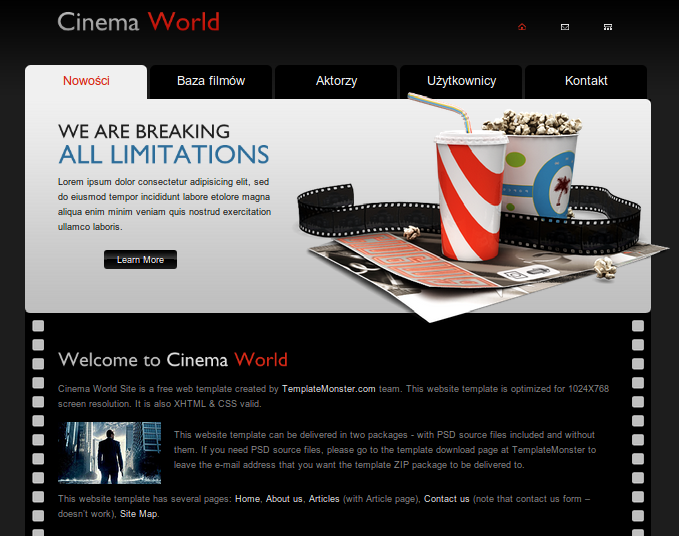 Cinema World
Nowości
Baza filmów
Aktorzy
Użytkownicy
Kontakt
WE ARE BREAKING
ALL LIMITATIONS
Lorem ipsum dolor consectetur adipisicing elit, sed
do eiusmod tempor incididunt labore etolore magna
aliqua enim minim veniam quis nostrud exercitation
ullamco laboris.
Learn More
Welcome to Cinema World
Cinema World Site is a free web template created by TemplateMonster.com team. This website template is optimized for 1024X768
screen resolution. It is also XHTML & CSS valid.
This website template can be delivered in two packages - with PSD source files included and without
them. If you need PSD source files, please go to the template download page at TemplateMonster to
leave the e-mail address that you want the template ZIP package to be delivered to.
This website template has several pages: Home, About us, Articles (with Article page), Contact us (note that contact us form –
doesn't work), Site Map.